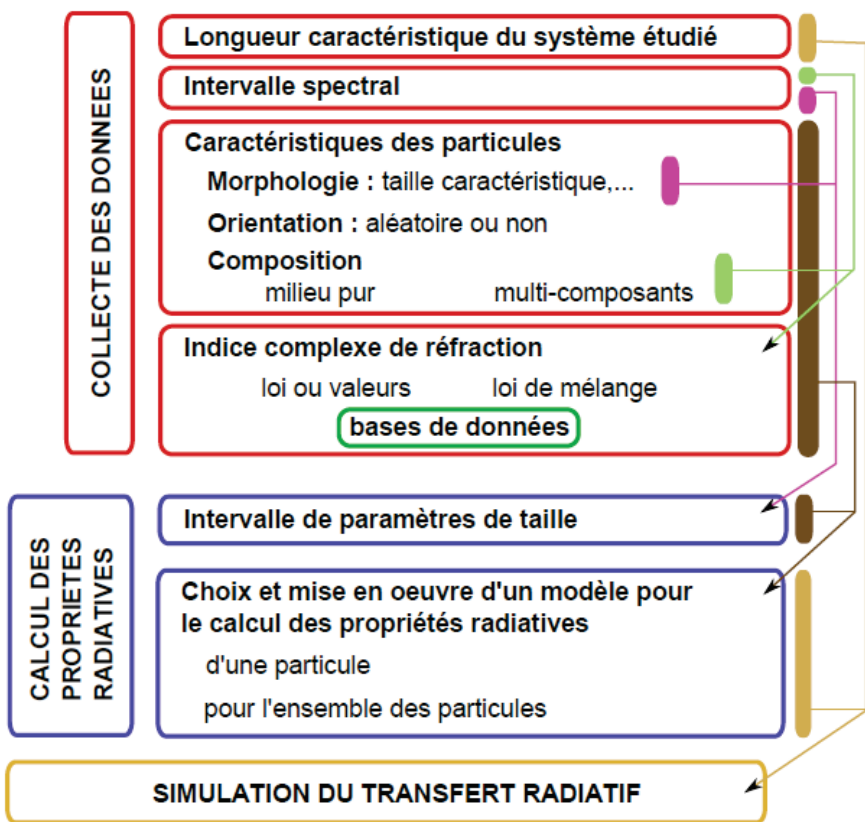 COLLECTE DES DONNEES
Longueur caractéristique du système étudié
Intervalle spectral
Caractéristiques des particules
Morphologie : taille caractéristique,...
Orientation : aléatoire ou non
Composition
milieu pur multi-composants
Indice complexe de réfraction
loi ou valeurs loi de mélange
bases de données
CALCUL DES
PROPRIETES
RADIATIVES
Intervalle de paramètres de taille
Choix et mise en oeuvre d'un modèle pour
le calcul des propriétés radiatives
d'une particule
pour l'ensemble des particules
SIMULATION DU TRANSFERT RADIATIF